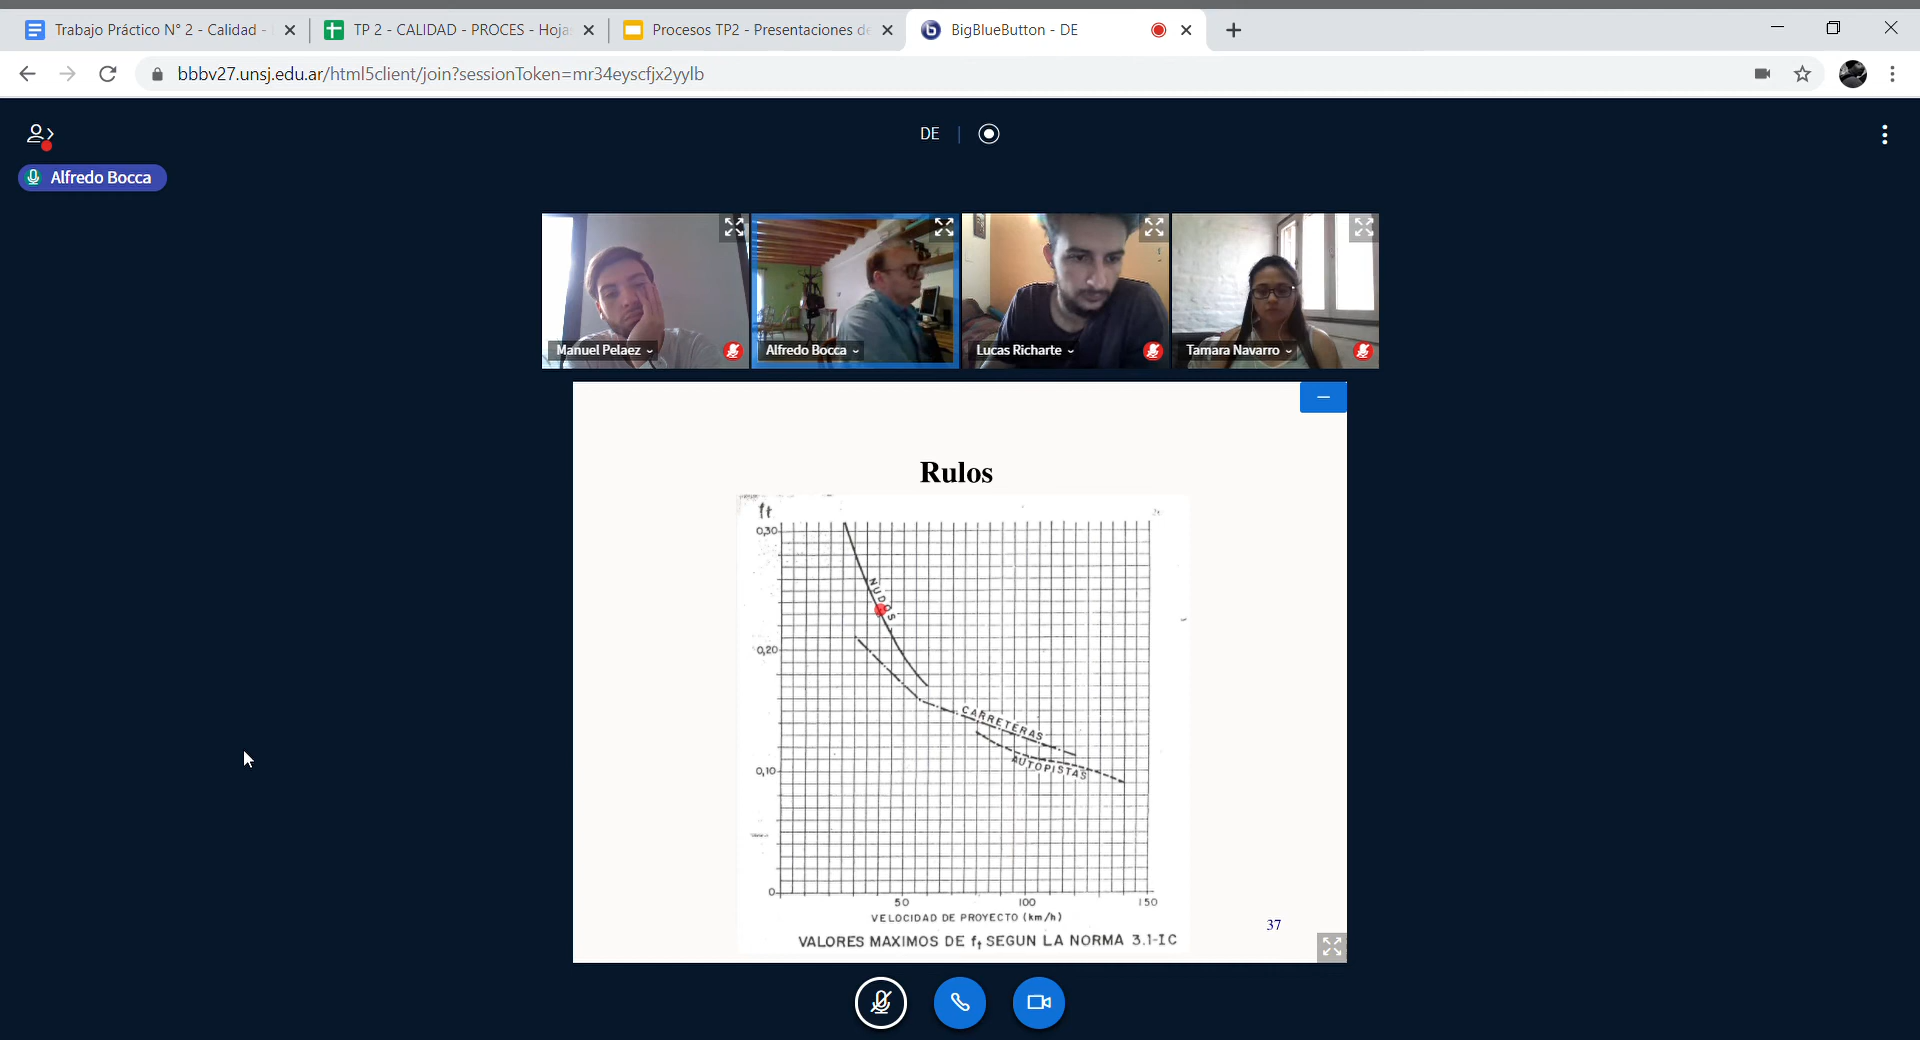 Trabajo Práctico N° 2 - Calidad -
TP 2 - CALIDAD - PROCES - Hoja
Procesos TP2 - Presentaciones de
BigBlueButton - DE
bbbv27.unsj.edu.ar/html5client/join?sessionToken=mr34eyscfjx2yylb
DE
Alfredo Bocca
Manuel Pelaez
Alfredo Bocca
Lucas Richarte
Tamara Navarro
Rulos
ft
0,30
NUDOS
0,20
CARRETERAS
AUTOPISTAS
0,10
0
50
100
150
VELOCIDAD DE PROYECTO (km/h)
VALORES MAXIMOS DE ft SEGUN LA NORMA 3.1-IC
37